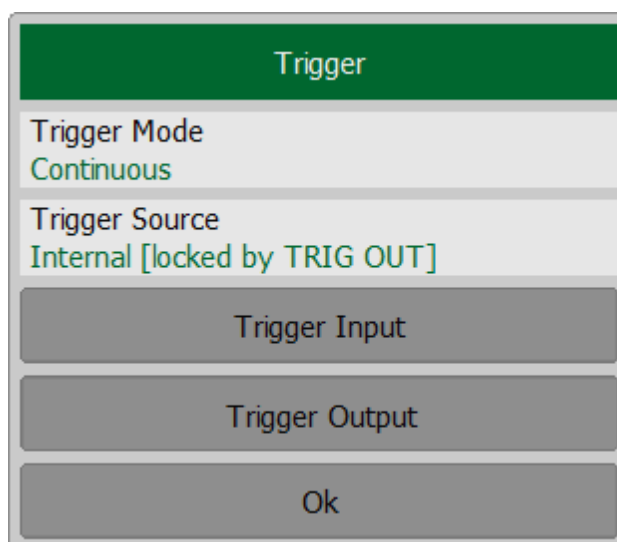 Trigger
Trigger Mode
Continuous
Trigger Source
Internal [locked by TRIG OUT]
Trigger Input
Trigger Output
Ok